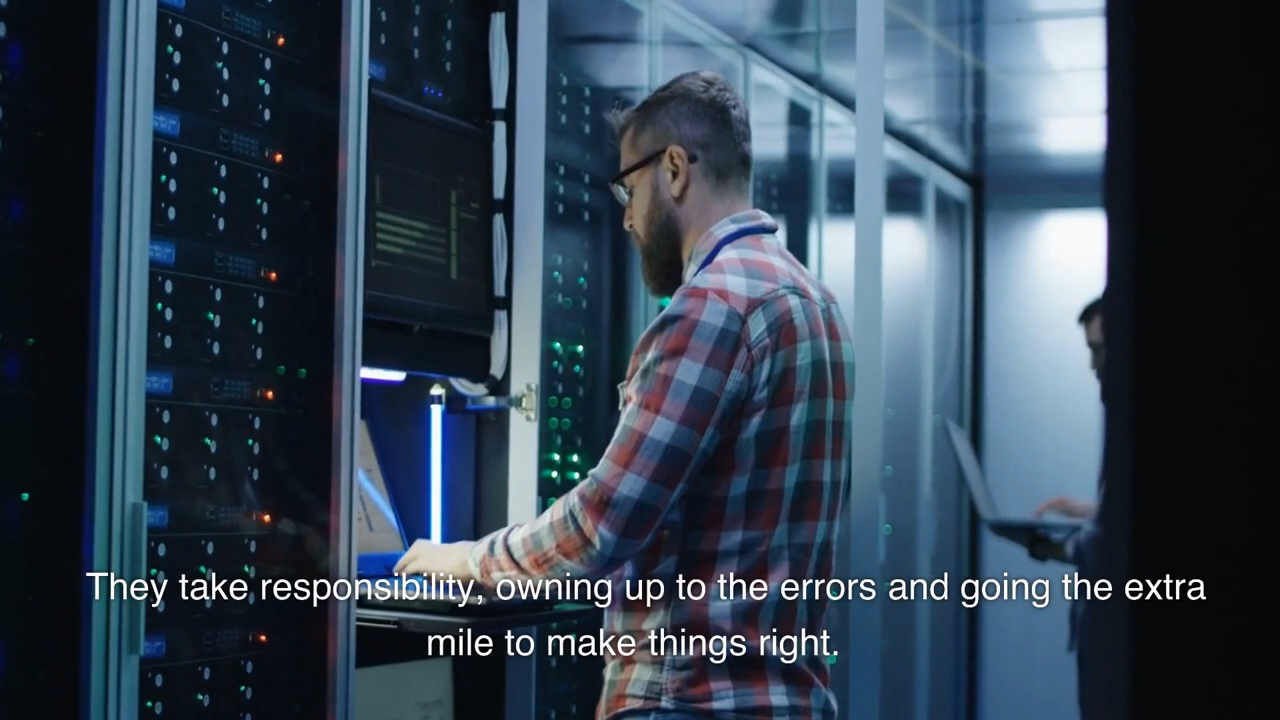 They take responsibility, owning up to the errors and going the extra
mile to make things right.